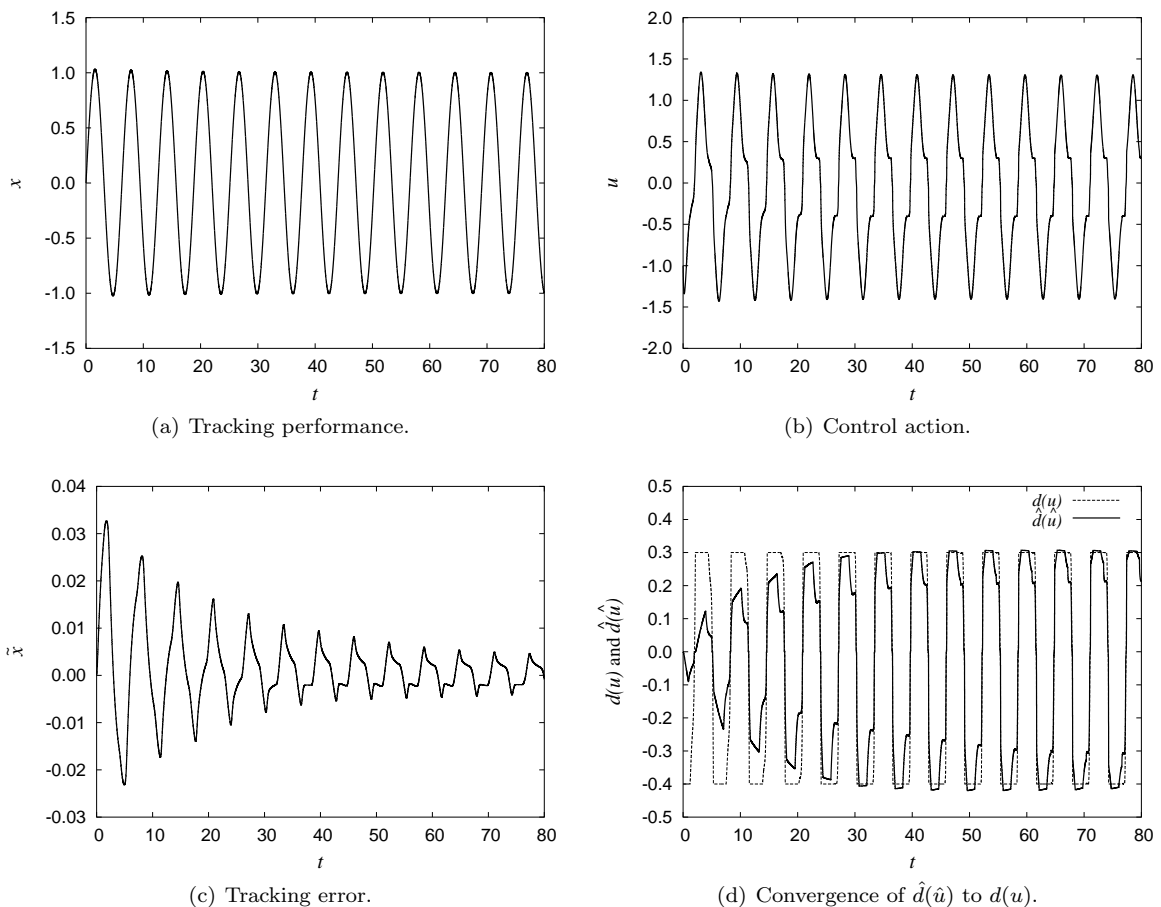 1.5
1.0
0.5
0.0
-0.5
-1.0
-1.5
x
0 10 20 30 40 50 60 70 80
t
(a) Tracking performance.
2.0
1.5
1.0
0.5
0.0
-0.5
-1.0
-1.5
-2.0
u
0 10 20 30 40 50 60 70 80
t
(b) Control action.
0.04
0.03
0.02
0.01
0.00
-0.01
-0.02
-0.03
x̃
0 10 20 30 40 50 60 70 80
t
(c) Tracking error.
0.5
0.4
0.3
0.2
0.1
0.0
-0.1
-0.2
-0.3
-0.4
-0.5
d(u) and d̂(û)
d(u)
d̂(û)
0 10 20 30 40 50 60 70 80
t
(d) Convergence of d̂(û) to d(u).